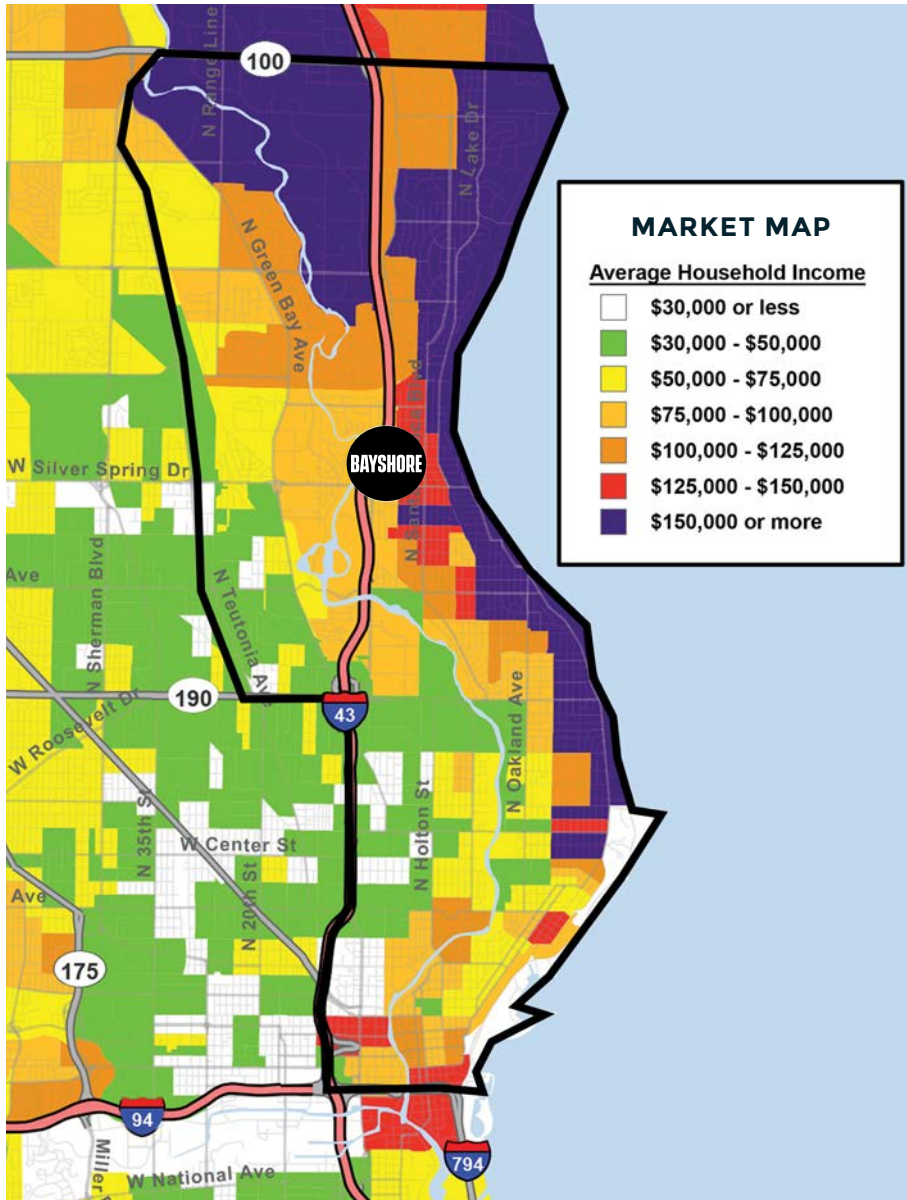 100
N Range Line
N Lake Dr
MARKET MAP
Average Household Income
$30,000 or less
$30,000 - $50,000
$50,000 - $75,000
$75,000 - $100,000
$100,000 - $125,000
$125,000 - $150,000
$150,000 or more
N Green Bay Ave
BAYSHORE
W Silver Spring Dr
N San
Blvd
Ave
N Sherman Blvd
N Teutonia Ave
190
43
W Roosevelt Dr
N Oakland Ave
N 35th St
W Center St
N Holton St
N 20th St
Ave
175
94
794
Miller
W National Ave